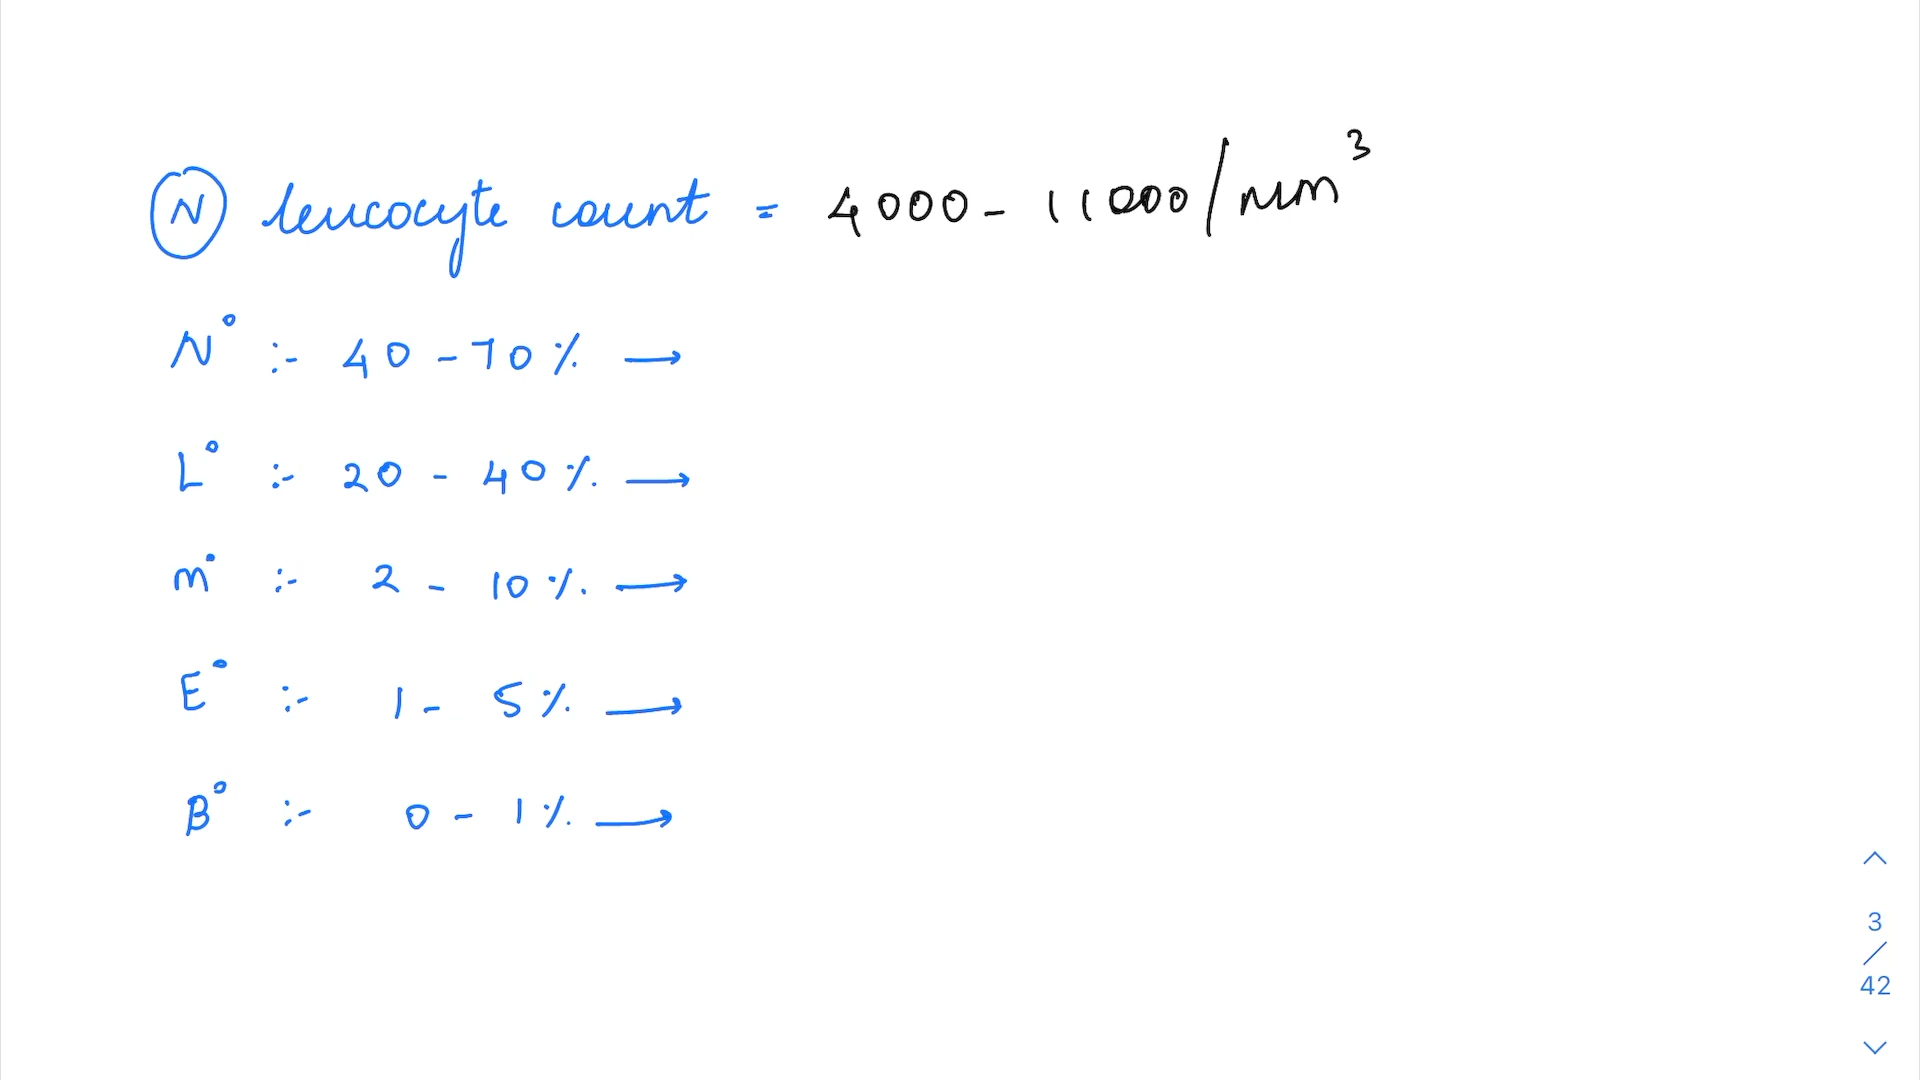 (N) leucocyte count = 4000 - 11000/mm³
N° :- 40 - 70 % →
L° :- 20 - 40 % →
m° :- 2 - 10 % →
E° :- 1 - 5 % →
B° :- 0 - 1 % →
3
/
42